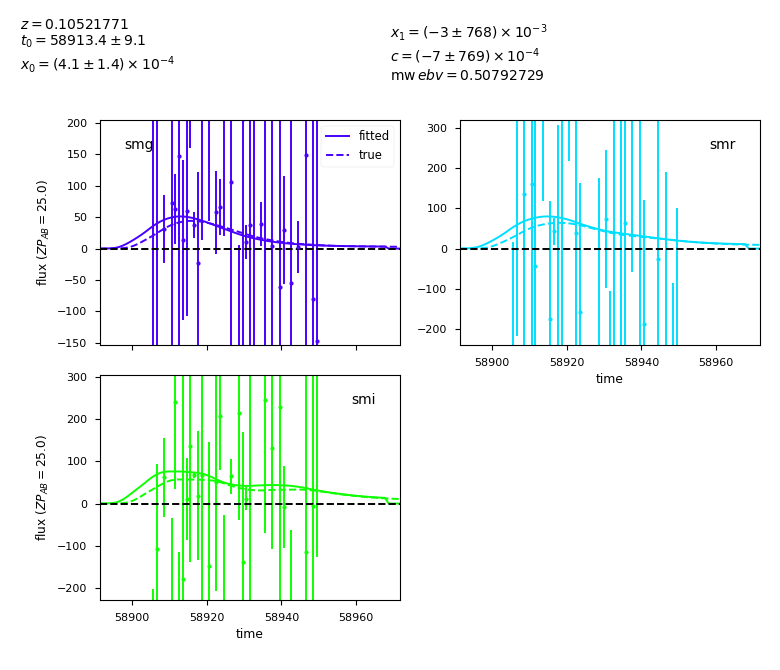 z = 0.10521771
t₀ = 58913.4 ± 9.1
x₀ = (4.1 ± 1.4) × 10⁻⁴
x₁ = (−3 ± 768) × 10⁻³
c = (−7 ± 769) × 10⁻⁴
mw ebv = 0.50792729
smg
fitted
true
200
150
100
50
0
−50
−100
−150
flux (ZP_AB = 25.0)
smr
300
200
100
0
−100
−200
58900 58920 58940 58960
time
smi
300
200
100
0
−100
−200
flux (ZP_AB = 25.0)
58900 58920 58940 58960
time